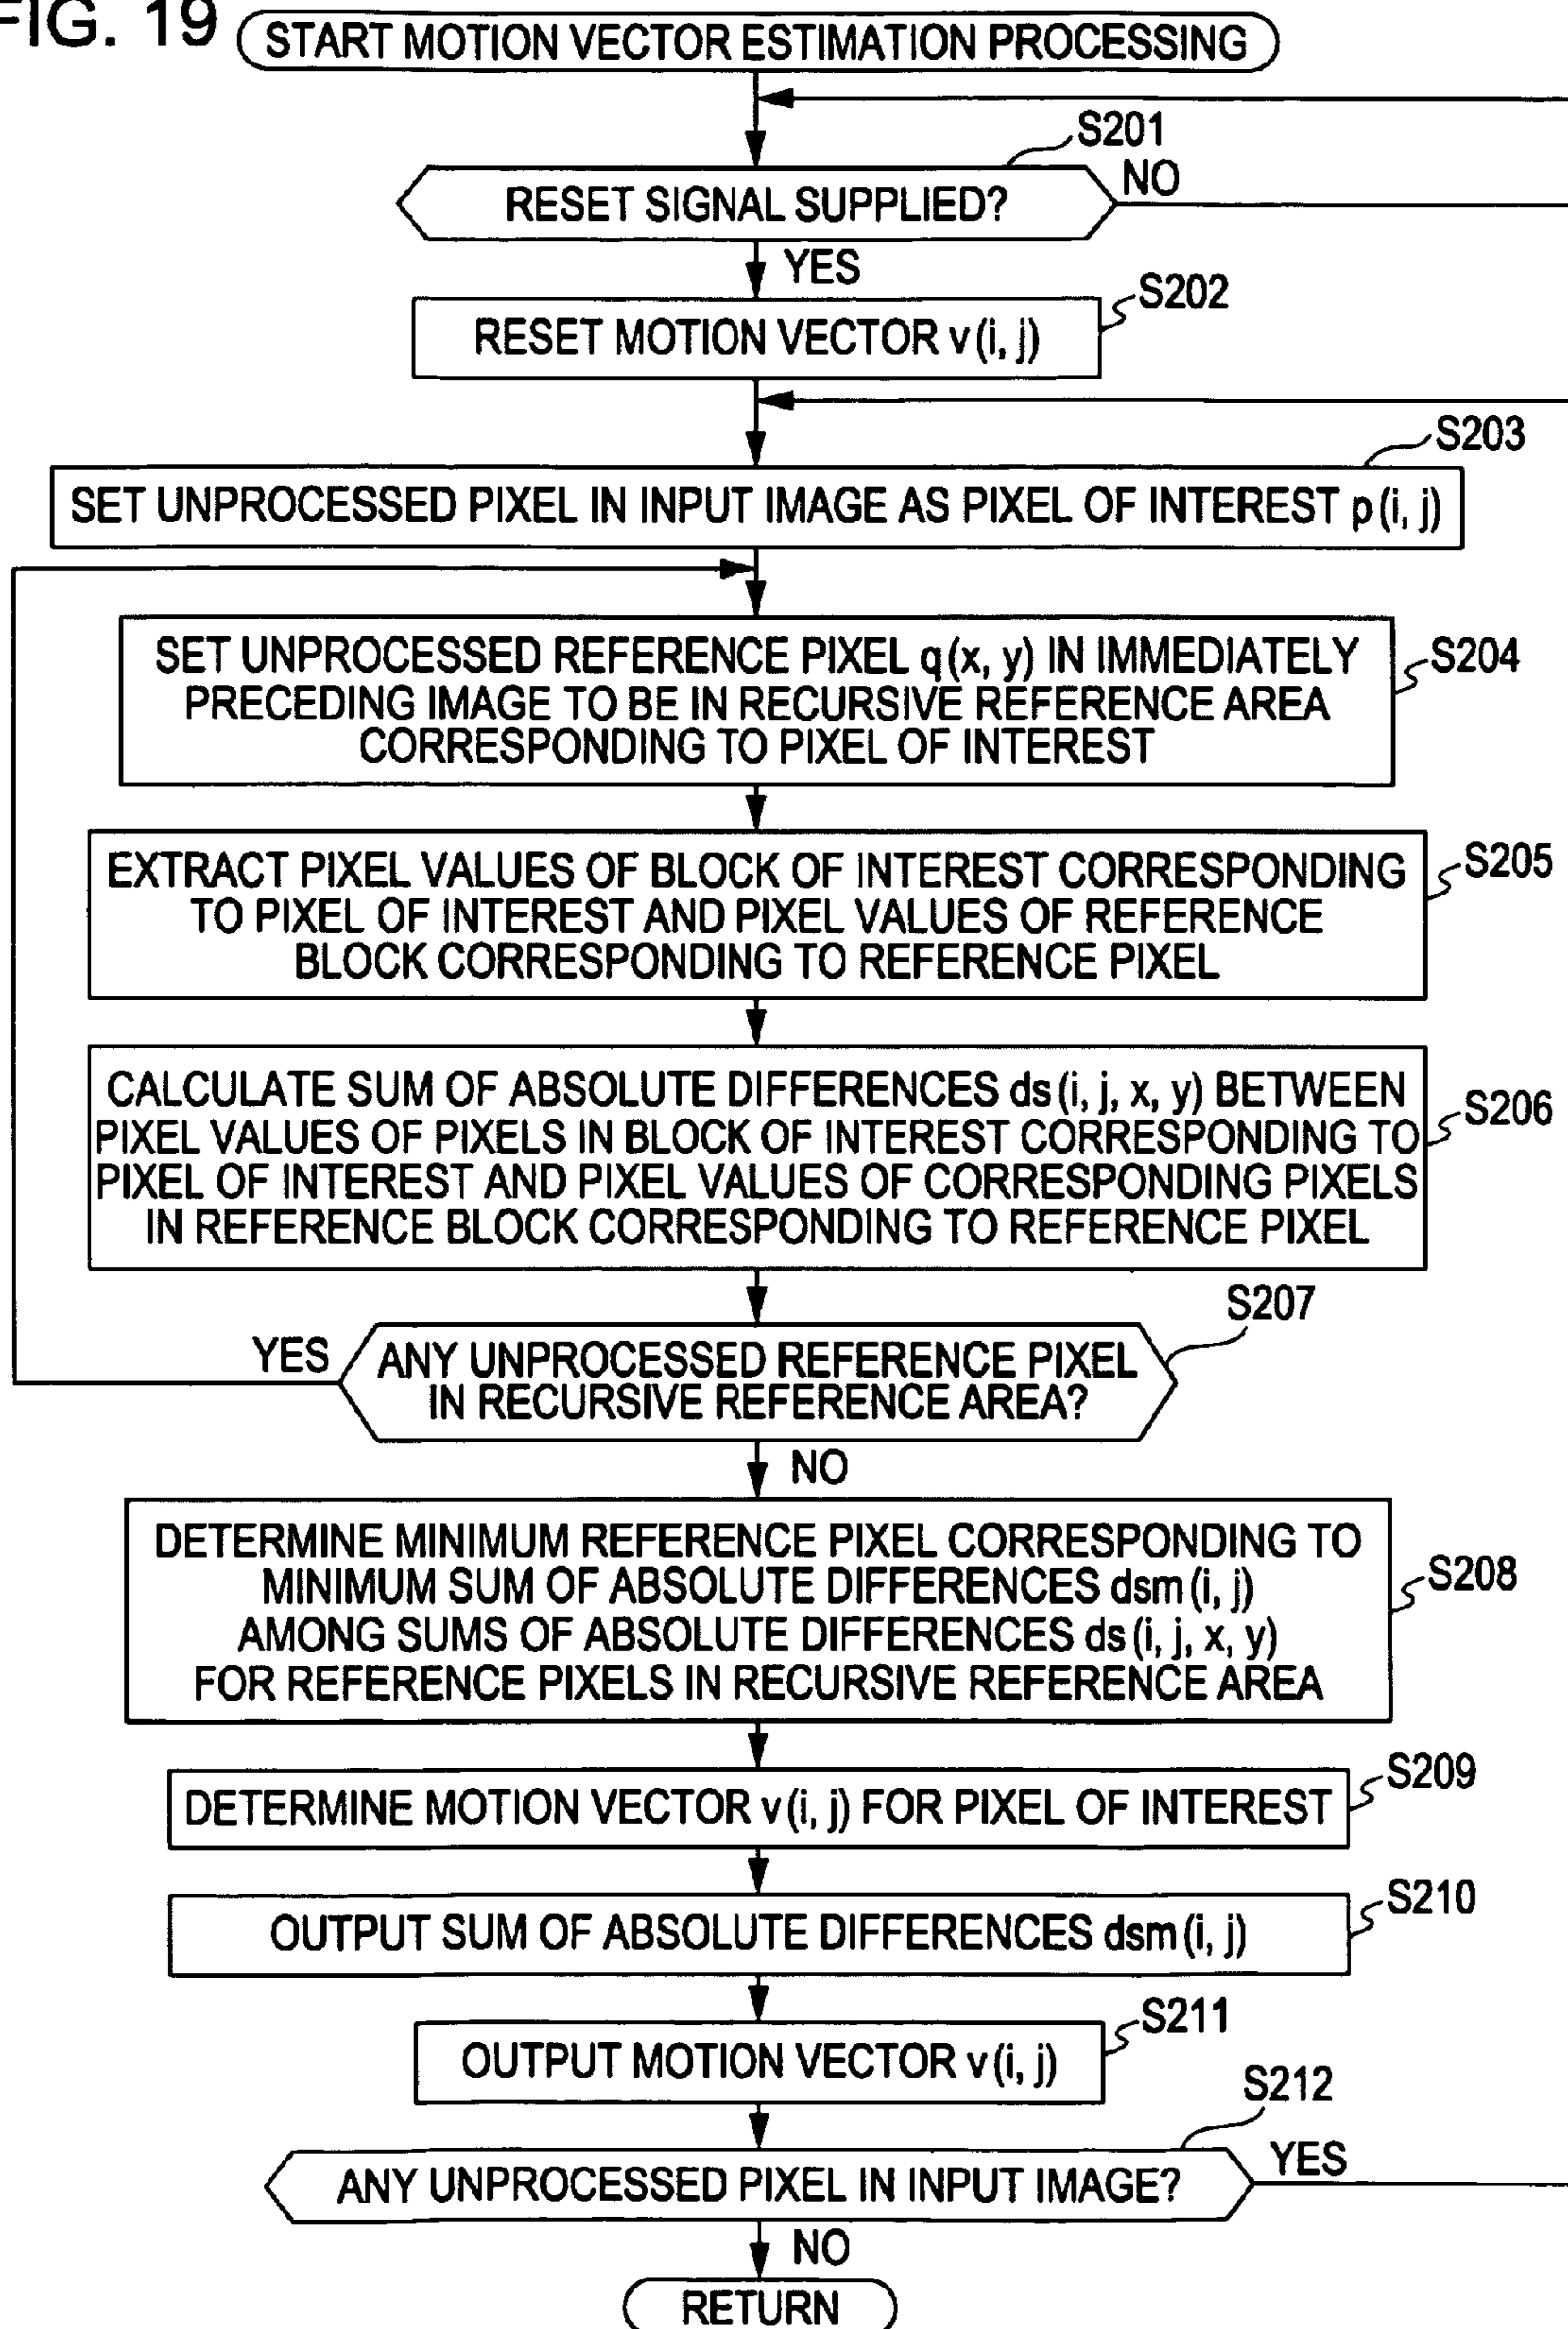 FIG. 19
START MOTION VECTOR ESTIMATION PROCESSING
S201
RESET SIGNAL SUPPLIED?
NO
YES
S202
RESET MOTION VECTOR v(i, j)
S203
SET UNPROCESSED PIXEL IN INPUT IMAGE AS PIXEL OF INTEREST p(i, j)
SET UNPROCESSED REFERENCE PIXEL q(x, y) IN IMMEDIATELY
PRECEDING IMAGE TO BE IN RECURSIVE REFERENCE AREA
CORRESPONDING TO PIXEL OF INTEREST
S204
EXTRACT PIXEL VALUES OF BLOCK OF INTEREST CORRESPONDING
TO PIXEL OF INTEREST AND PIXEL VALUES OF REFERENCE
BLOCK CORRESPONDING TO REFERENCE PIXEL
S205
CALCULATE SUM OF ABSOLUTE DIFFERENCES ds(i, j, x, y) BETWEEN
PIXEL VALUES OF PIXELS IN BLOCK OF INTEREST CORRESPONDING TO
PIXEL OF INTEREST AND PIXEL VALUES OF CORRESPONDING PIXELS
IN REFERENCE BLOCK CORRESPONDING TO REFERENCE PIXEL
S206
S207
YES
ANY UNPROCESSED REFERENCE PIXEL
IN RECURSIVE REFERENCE AREA?
NO
DETERMINE MINIMUM REFERENCE PIXEL CORRESPONDING TO
MINIMUM SUM OF ABSOLUTE DIFFERENCES dsm(i, j)
AMONG SUMS OF ABSOLUTE DIFFERENCES ds(i, j, x, y)
FOR REFERENCE PIXELS IN RECURSIVE REFERENCE AREA
S208
S209
DETERMINE MOTION VECTOR v(i, j) FOR PIXEL OF INTEREST
S210
OUTPUT SUM OF ABSOLUTE DIFFERENCES dsm(i, j)
S211
OUTPUT MOTION VECTOR v(i, j)
S212
ANY UNPROCESSED PIXEL IN INPUT IMAGE?
YES
NO
RETURN